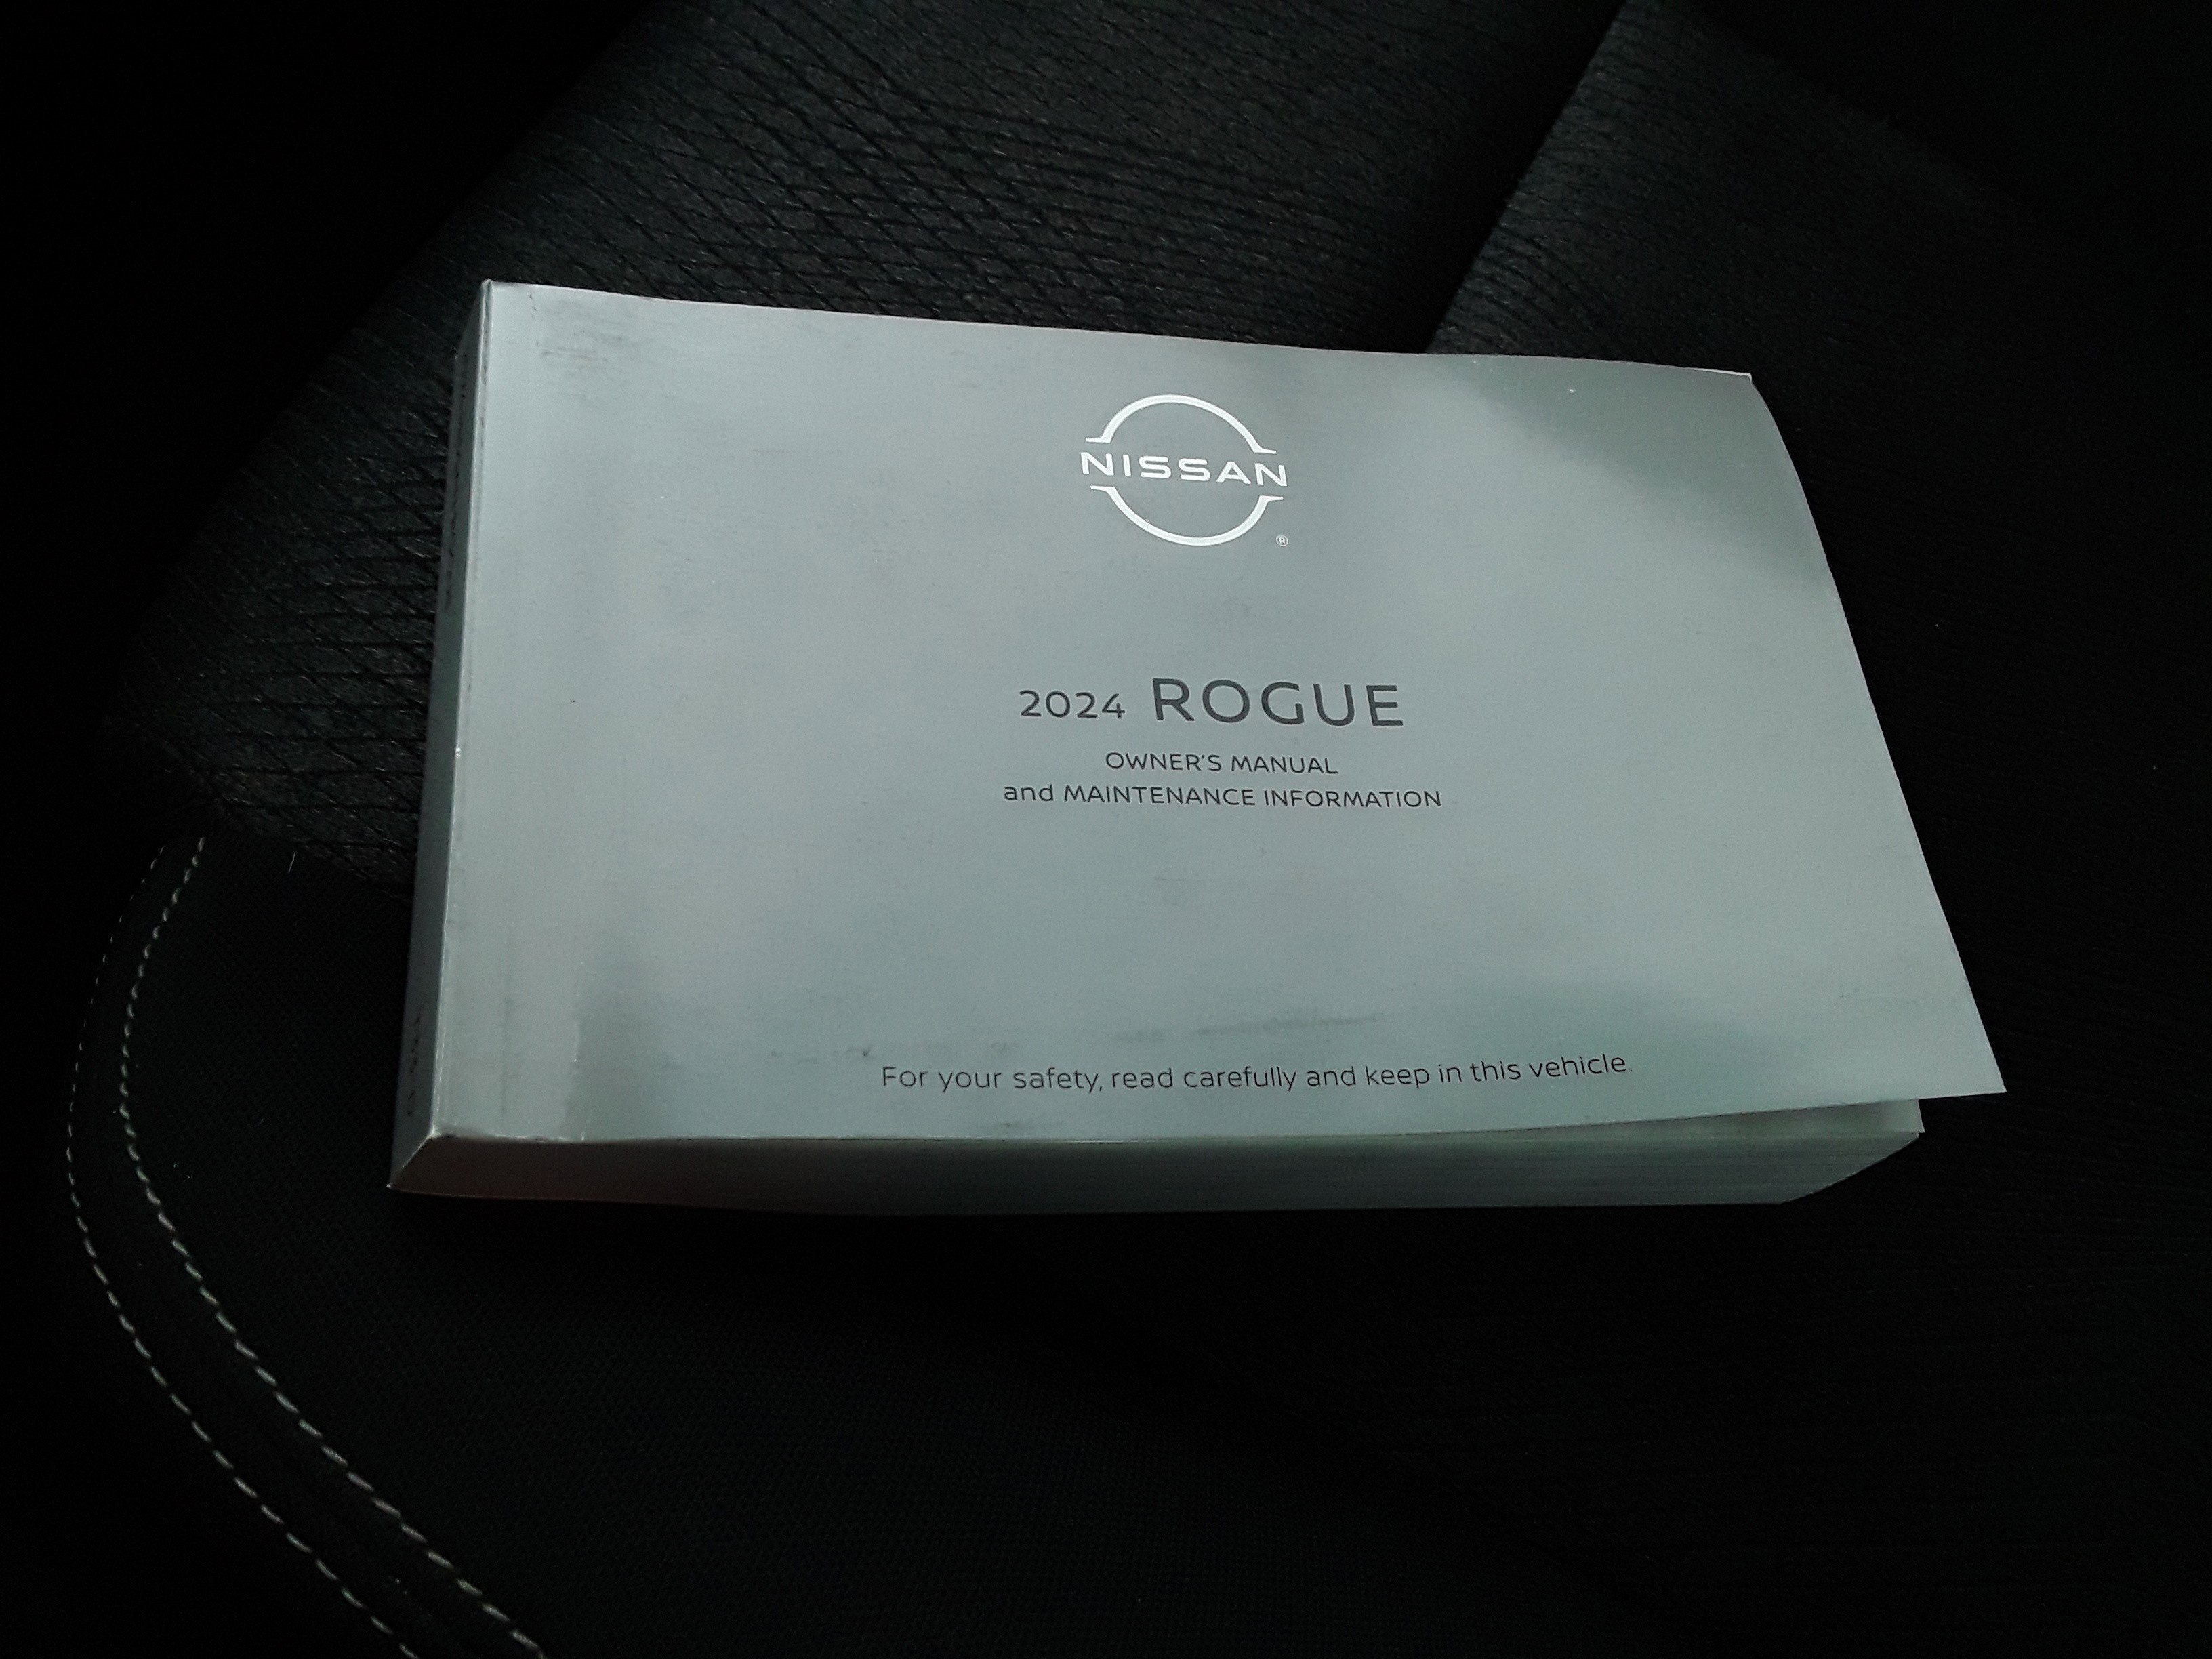 NISSAN
®
2024 ROGUE
OWNER'S MANUAL
and MAINTENANCE INFORMATION
For your safety, read carefully and keep in this vehicle.